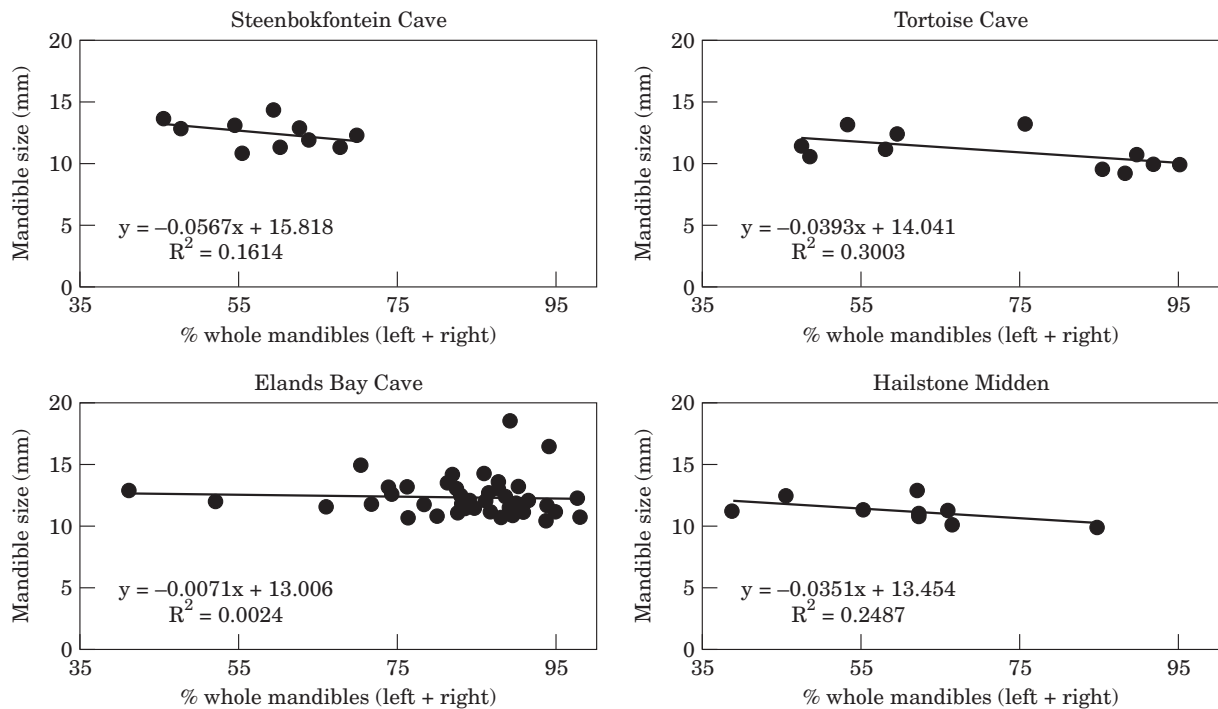 Steenbokfontein Cave
20
15
10
5
0
Mandible size (mm)
y = –0.0567x + 15.818
R² = 0.1614
35 55 75 95
% whole mandibles (left + right)
Tortoise Cave
20
15
10
5
0
Mandible size (mm)
y = –0.0393x + 14.041
R² = 0.3003
35 55 75 95
% whole mandibles (left + right)
Elands Bay Cave
20
15
10
5
0
Mandible size (mm)
y = –0.0071x + 13.006
R² = 0.0024
35 55 75 95
% whole mandibles (left + right)
Hailstone Midden
20
15
10
5
0
Mandible size (mm)
y = –0.0351x + 13.454
R² = 0.2487
35 55 75 95
% whole mandibles (left + right)